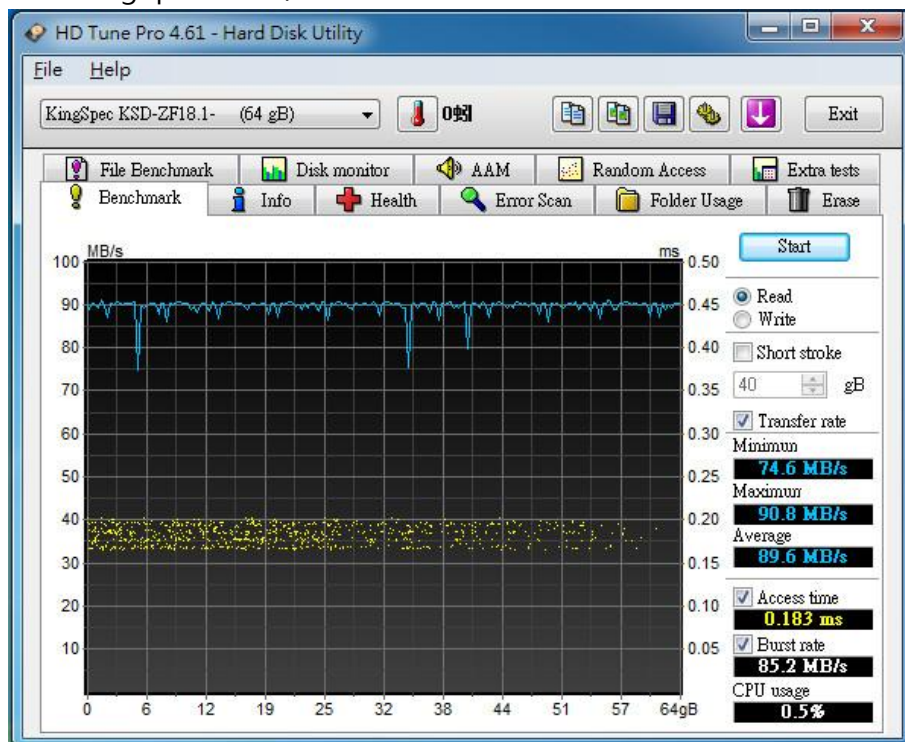 HD Tune Pro 4.61 - Hard Disk Utility
File Help
KingSpec KSD-ZF18.1- (64 gB)
Exit
File Benchmark Disk monitor AAM Random Access Extra tests
Benchmark Info Health Error Scan Folder Usage Erase
Start
MB/s ms
100 0.50
90 0.45
80 0.40
70 0.35
60 0.30
50 0.25
40 0.20
30 0.15
20 0.10
10 0.05
0 6 12 19 25 32 38 44 51 57 64gB
Read
Write
Short stroke
40 gB
Transfer rate
Minimun
74.6 MB/s
Maximun
90.8 MB/s
Average
89.6 MB/s
Access time
0.183 ms
Burst rate
85.2 MB/s
CPU usage
0.5%